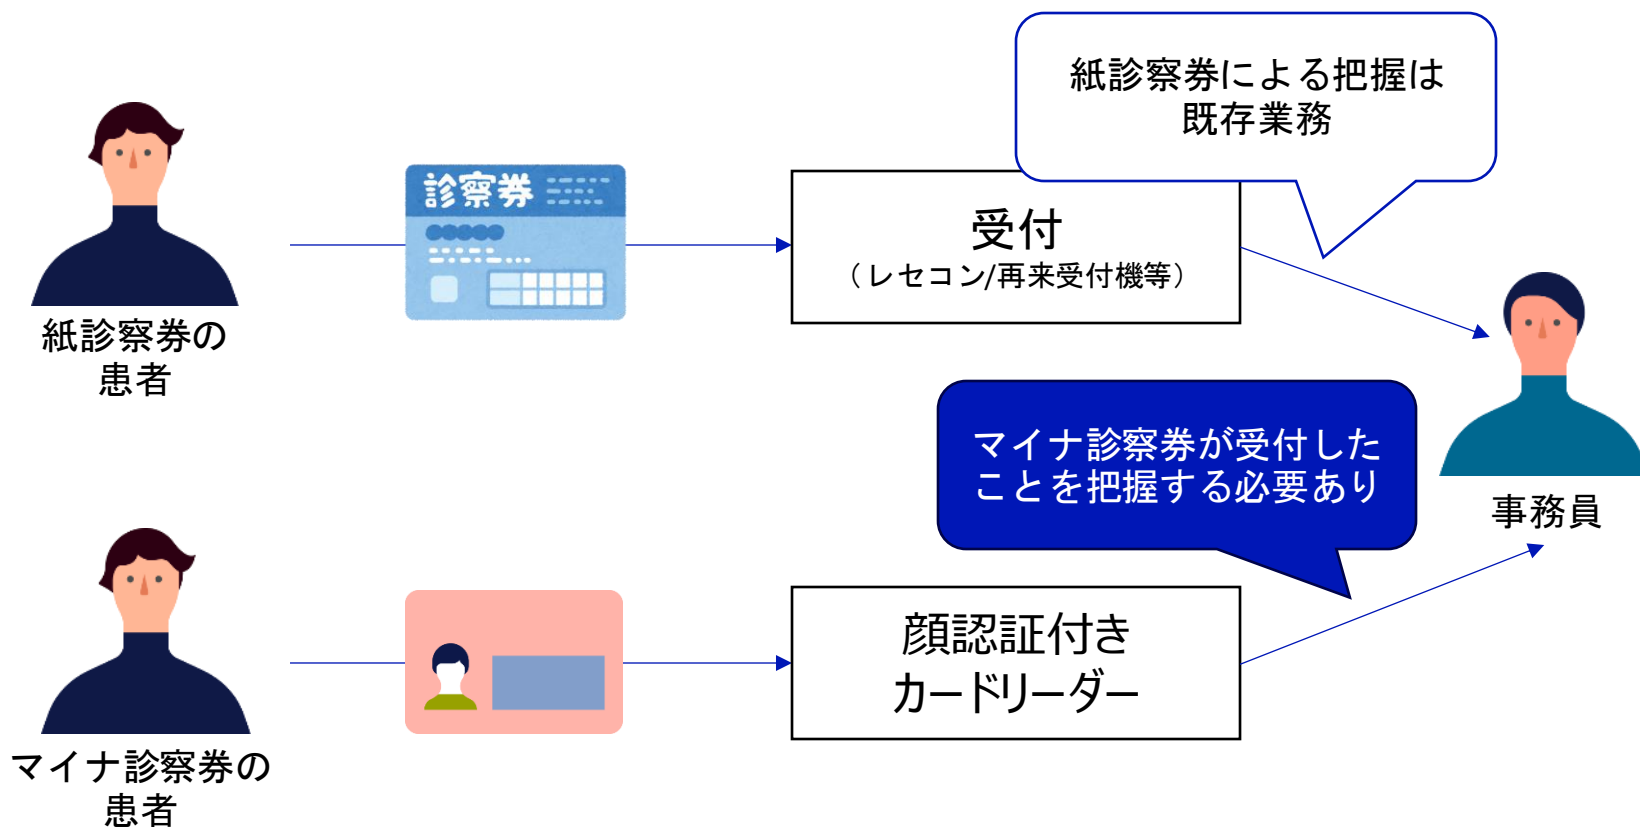 紙診察券による把握は
既存業務
診察券
受付
（レセコン/再来受付機等）
紙診察券の
患者
マイナ診察券が受付した
ことを把握する必要あり
事務員
顔認証付き
カードリーダー
マイナ診察券の
患者